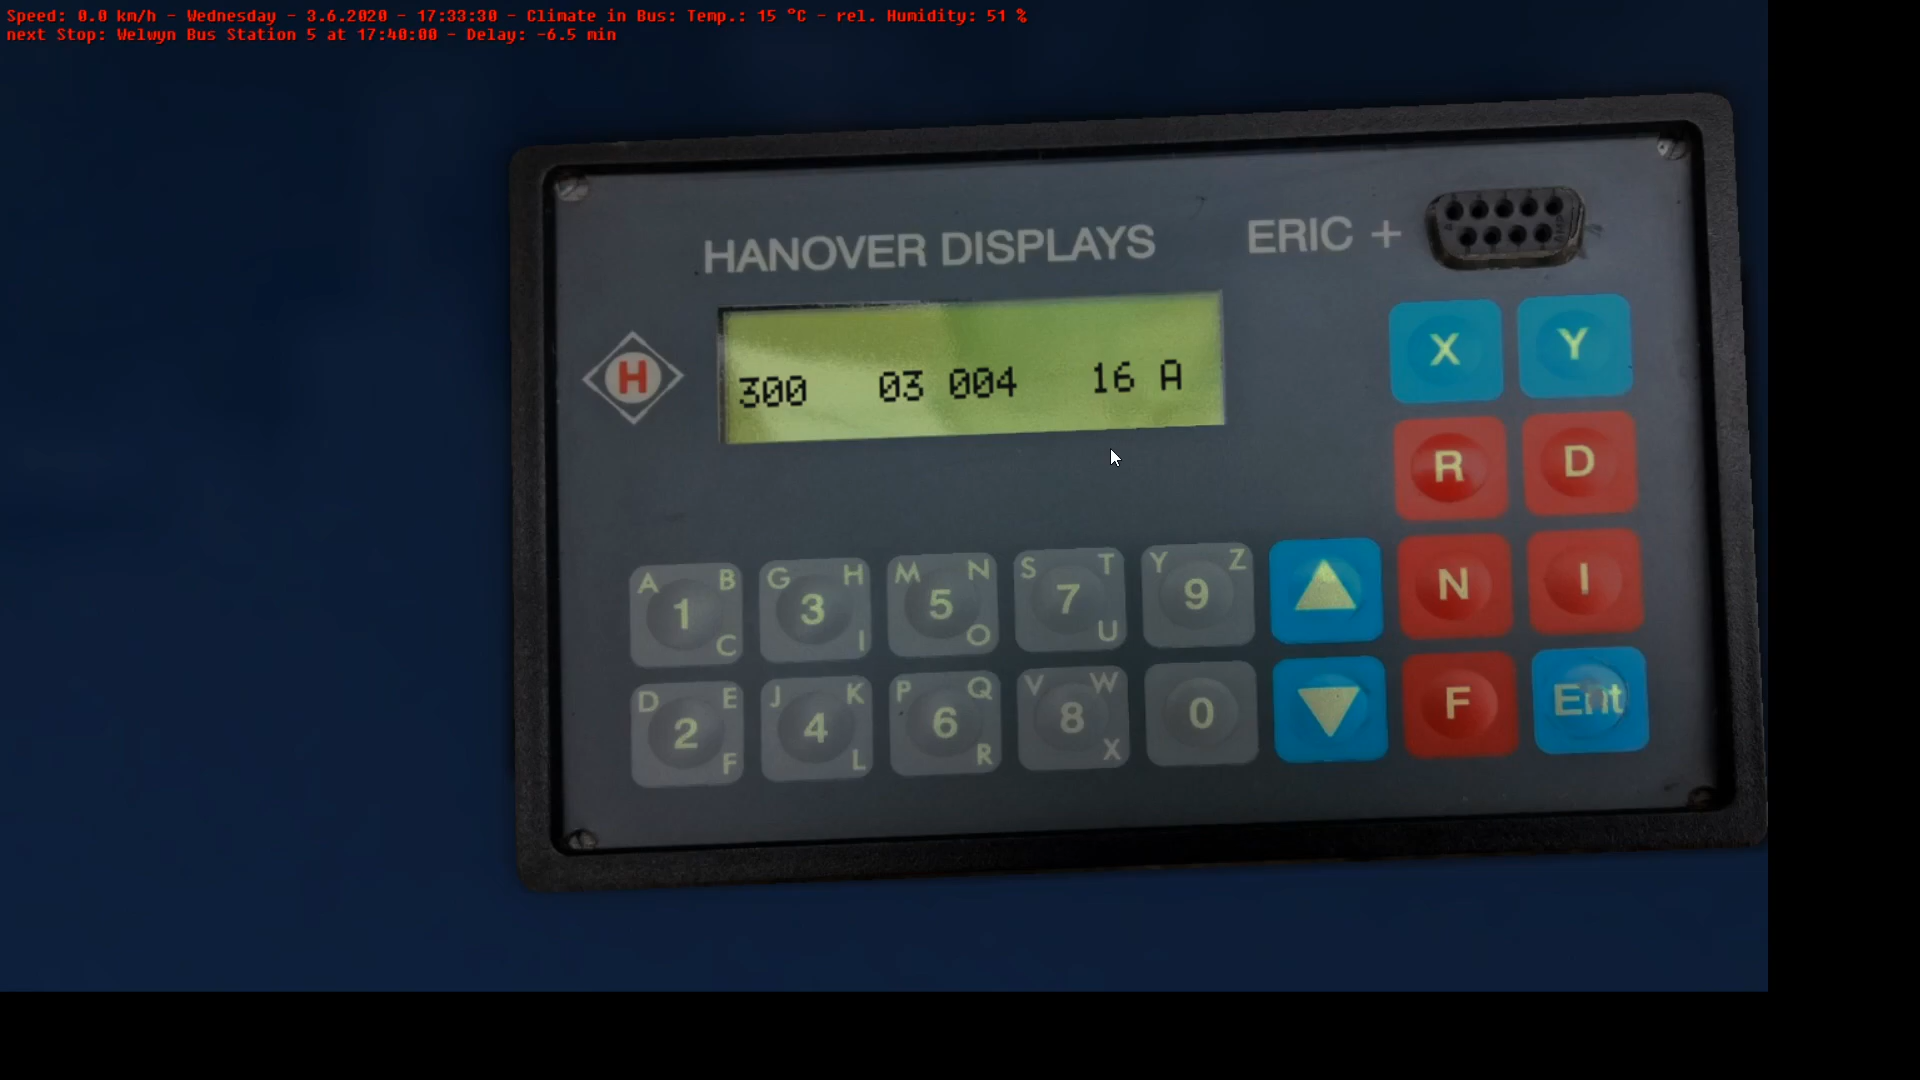 Speed: 0.0 km/h - Wednesday - 3.6.2020 - 17:33:30 - Climate in Bus: Temp.: 15 °C - rel. Humidity: 51 %
next Stop: Welwyn Bus Station 5 at 17:40:00 - Delay: -6.5 min
HANOVER DISPLAYS ERIC +
H
300 03 004 16 A
X Y
R D
A B 1 C
G H 3 I
M N 5 O
S T 7 U
Y Z 9
N I
D E 2 F
J K 4 L
P Q 6 R
V W 8 X
0
F Ent